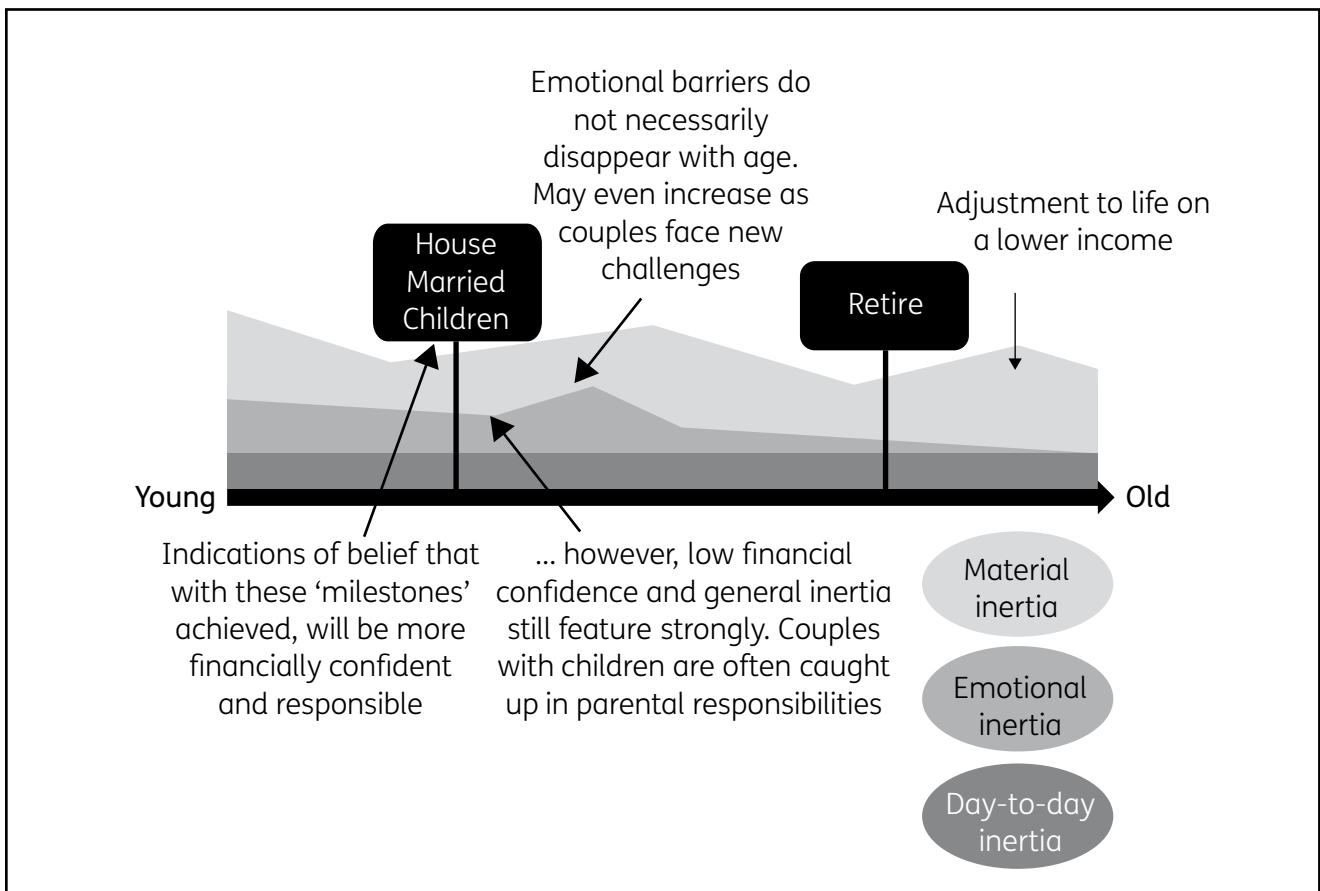 Emotional barriers do
not necessarily
disappear with age.
May even increase as
couples face new
challenges
Adjustment to life on
a lower income
House
Married
Children
Retire
Young
Old
Indications of belief that
with these ‘milestones’
achieved, will be more
financially confident
and responsible
... however, low financial
confidence and general inertia
still feature strongly. Couples
with children are often caught
up in parental responsibilities
Material
inertia
Emotional
inertia
Day-to-day
inertia